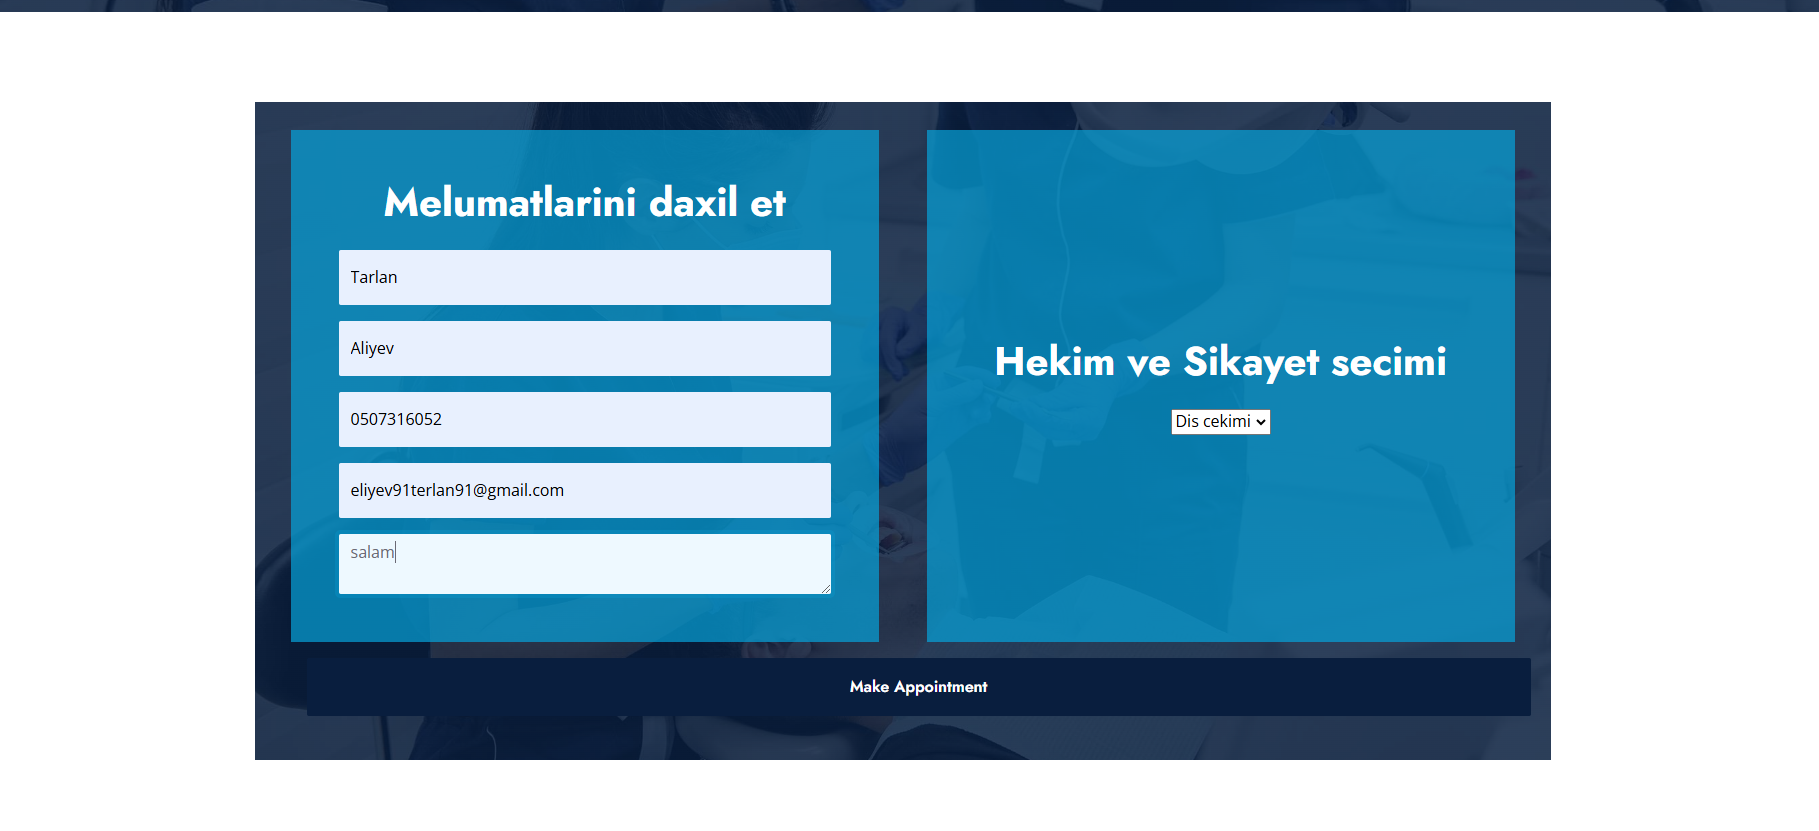 Melumatlarini daxil et
Tarlan
Aliyev
0507316052
eliyev91terlan91@gmail.com
salam
Hekim ve Sikayet secimi
Dis cekimi
Make Appointment